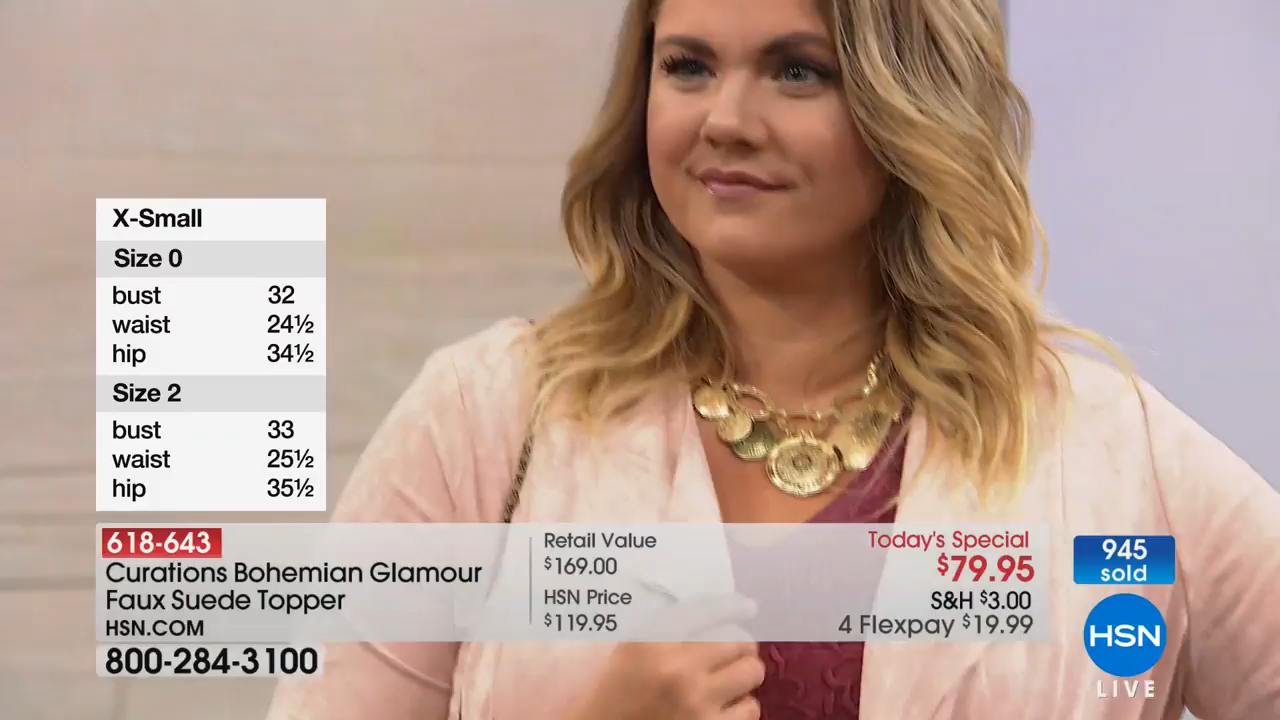 X-Small
Size 0
bust 32
waist 24½
hip 34½
Size 2
bust 33
waist 25½
hip 35½
618-643
Curations Bohemian Glamour
Faux Suede Topper
HSN.COM
800-284-3100
Retail Value
$169.00
HSN Price
$119.95
Today's Special
$79.95
S&H $3.00
4 Flexpay $19.99
945
sold
HSN
LIVE